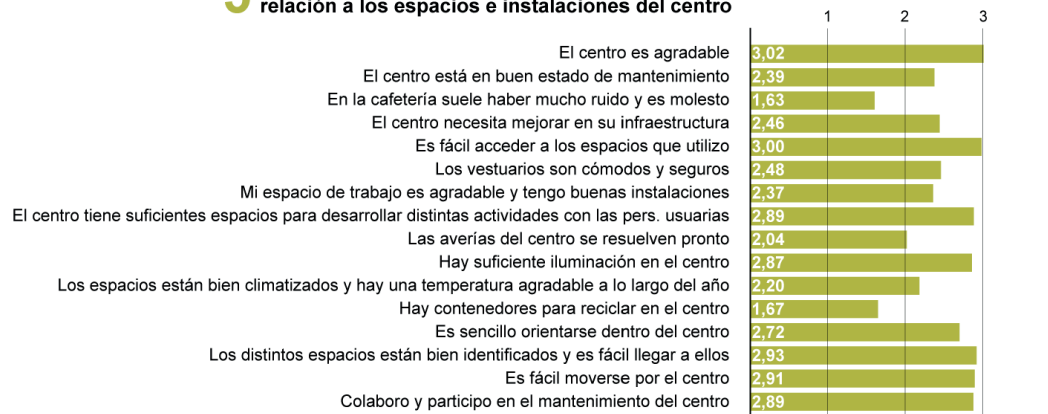 relación a los espacios e instalaciones del centro
1 2 3
El centro es agradable 3,02
El centro está en buen estado de mantenimiento 2,39
En la cafetería suele haber mucho ruido y es molesto 1,63
El centro necesita mejorar en su infraestructura 2,46
Es fácil acceder a los espacios que utilizo 3,00
Los vestuarios son cómodos y seguros 2,48
Mi espacio de trabajo es agradable y tengo buenas instalaciones 2,37
El centro tiene suficientes espacios para desarrollar distintas actividades con las pers. usuarias 2,89
Las averías del centro se resuelven pronto 2,04
Hay suficiente iluminación en el centro 2,87
Los espacios están bien climatizados y hay una temperatura agradable a lo largo del año 2,20
Hay contenedores para reciclar en el centro 1,67
Es sencillo orientarse dentro del centro 2,72
Los distintos espacios están bien identificados y es fácil llegar a ellos 2,93
Es fácil moverse por el centro 2,91
Colaboro y participo en el mantenimiento del centro 2,89